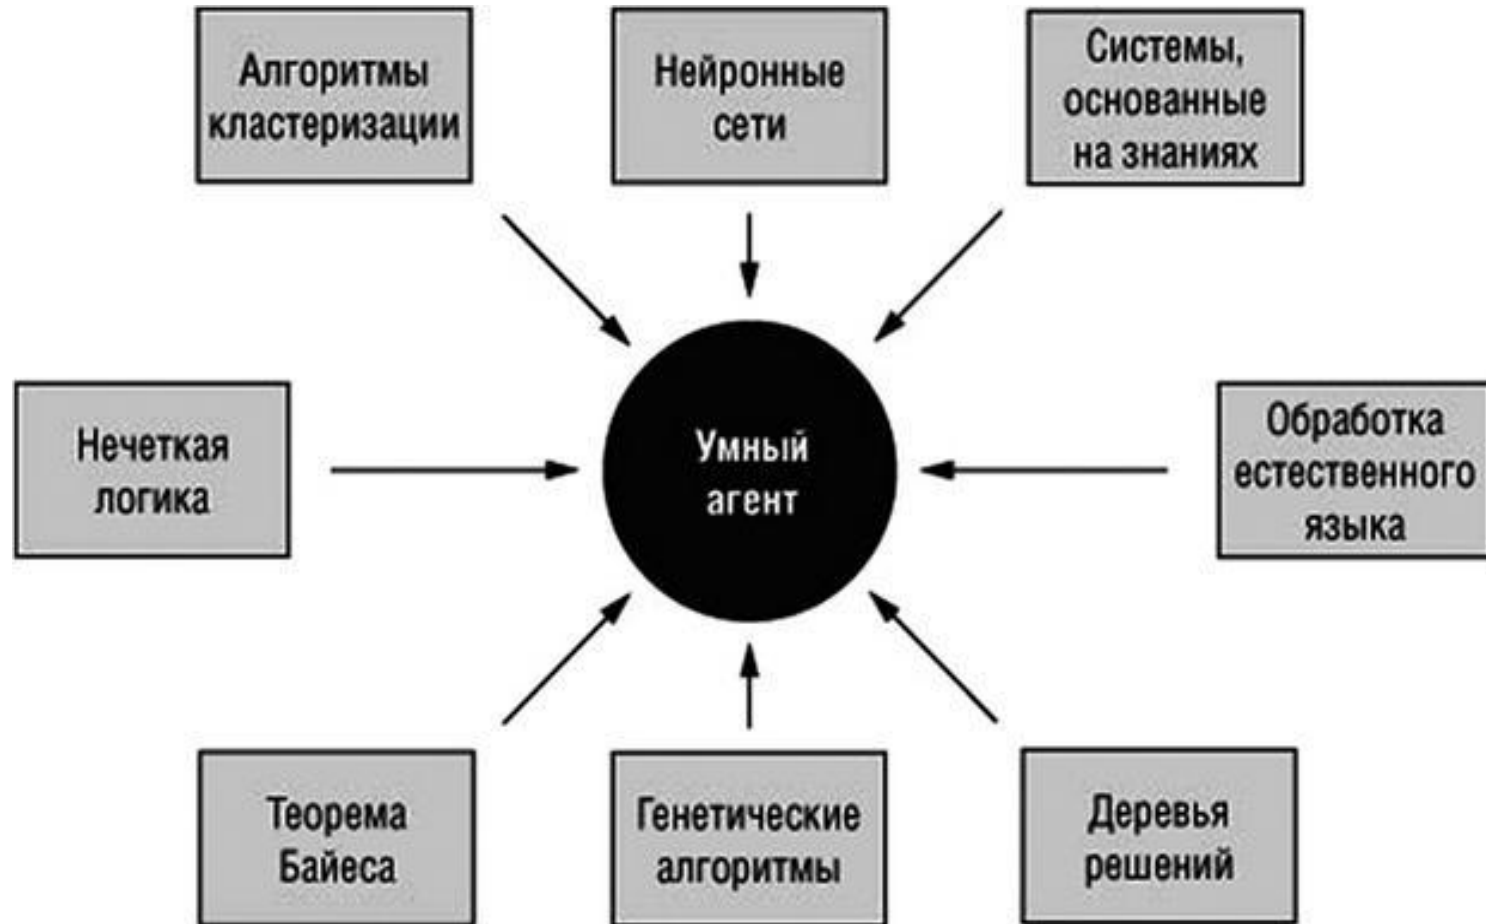 Алгоритмы
кластеризации
Нейронные
сети
Системы,
основанные
на знаниях
Нечеткая
логика
Умный
агент
Обработка
естественного
языка
Теорема
Байеса
Генетические
алгоритмы
Деревья
решений